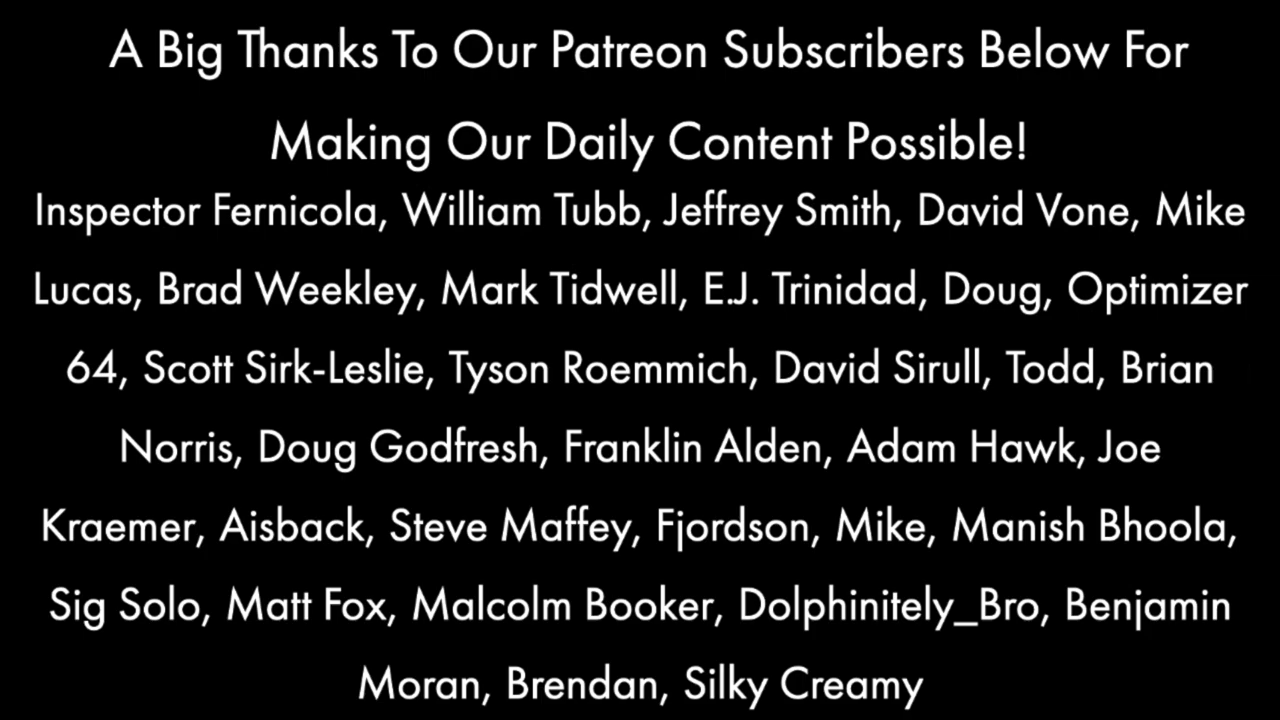 A Big Thanks To Our Patreon Subscribers Below For
Making Our Daily Content Possible!
Inspector Fernicola, William Tubb, Jeffrey Smith, David Vone, Mike
Lucas, Brad Weekley, Mark Tidwell, E.J. Trinidad, Doug, Optimizer
64, Scott Sirk-Leslie, Tyson Roemmich, David Sirull, Todd, Brian
Norris, Doug Godfresh, Franklin Alden, Adam Hawk, Joe
Kraemer, Aisback, Steve Maffey, Fjordson, Mike, Manish Bhoola,
Sig Solo, Matt Fox, Malcolm Booker, Dolphinitely_Bro, Benjamin
Moran, Brendan, Silky Creamy